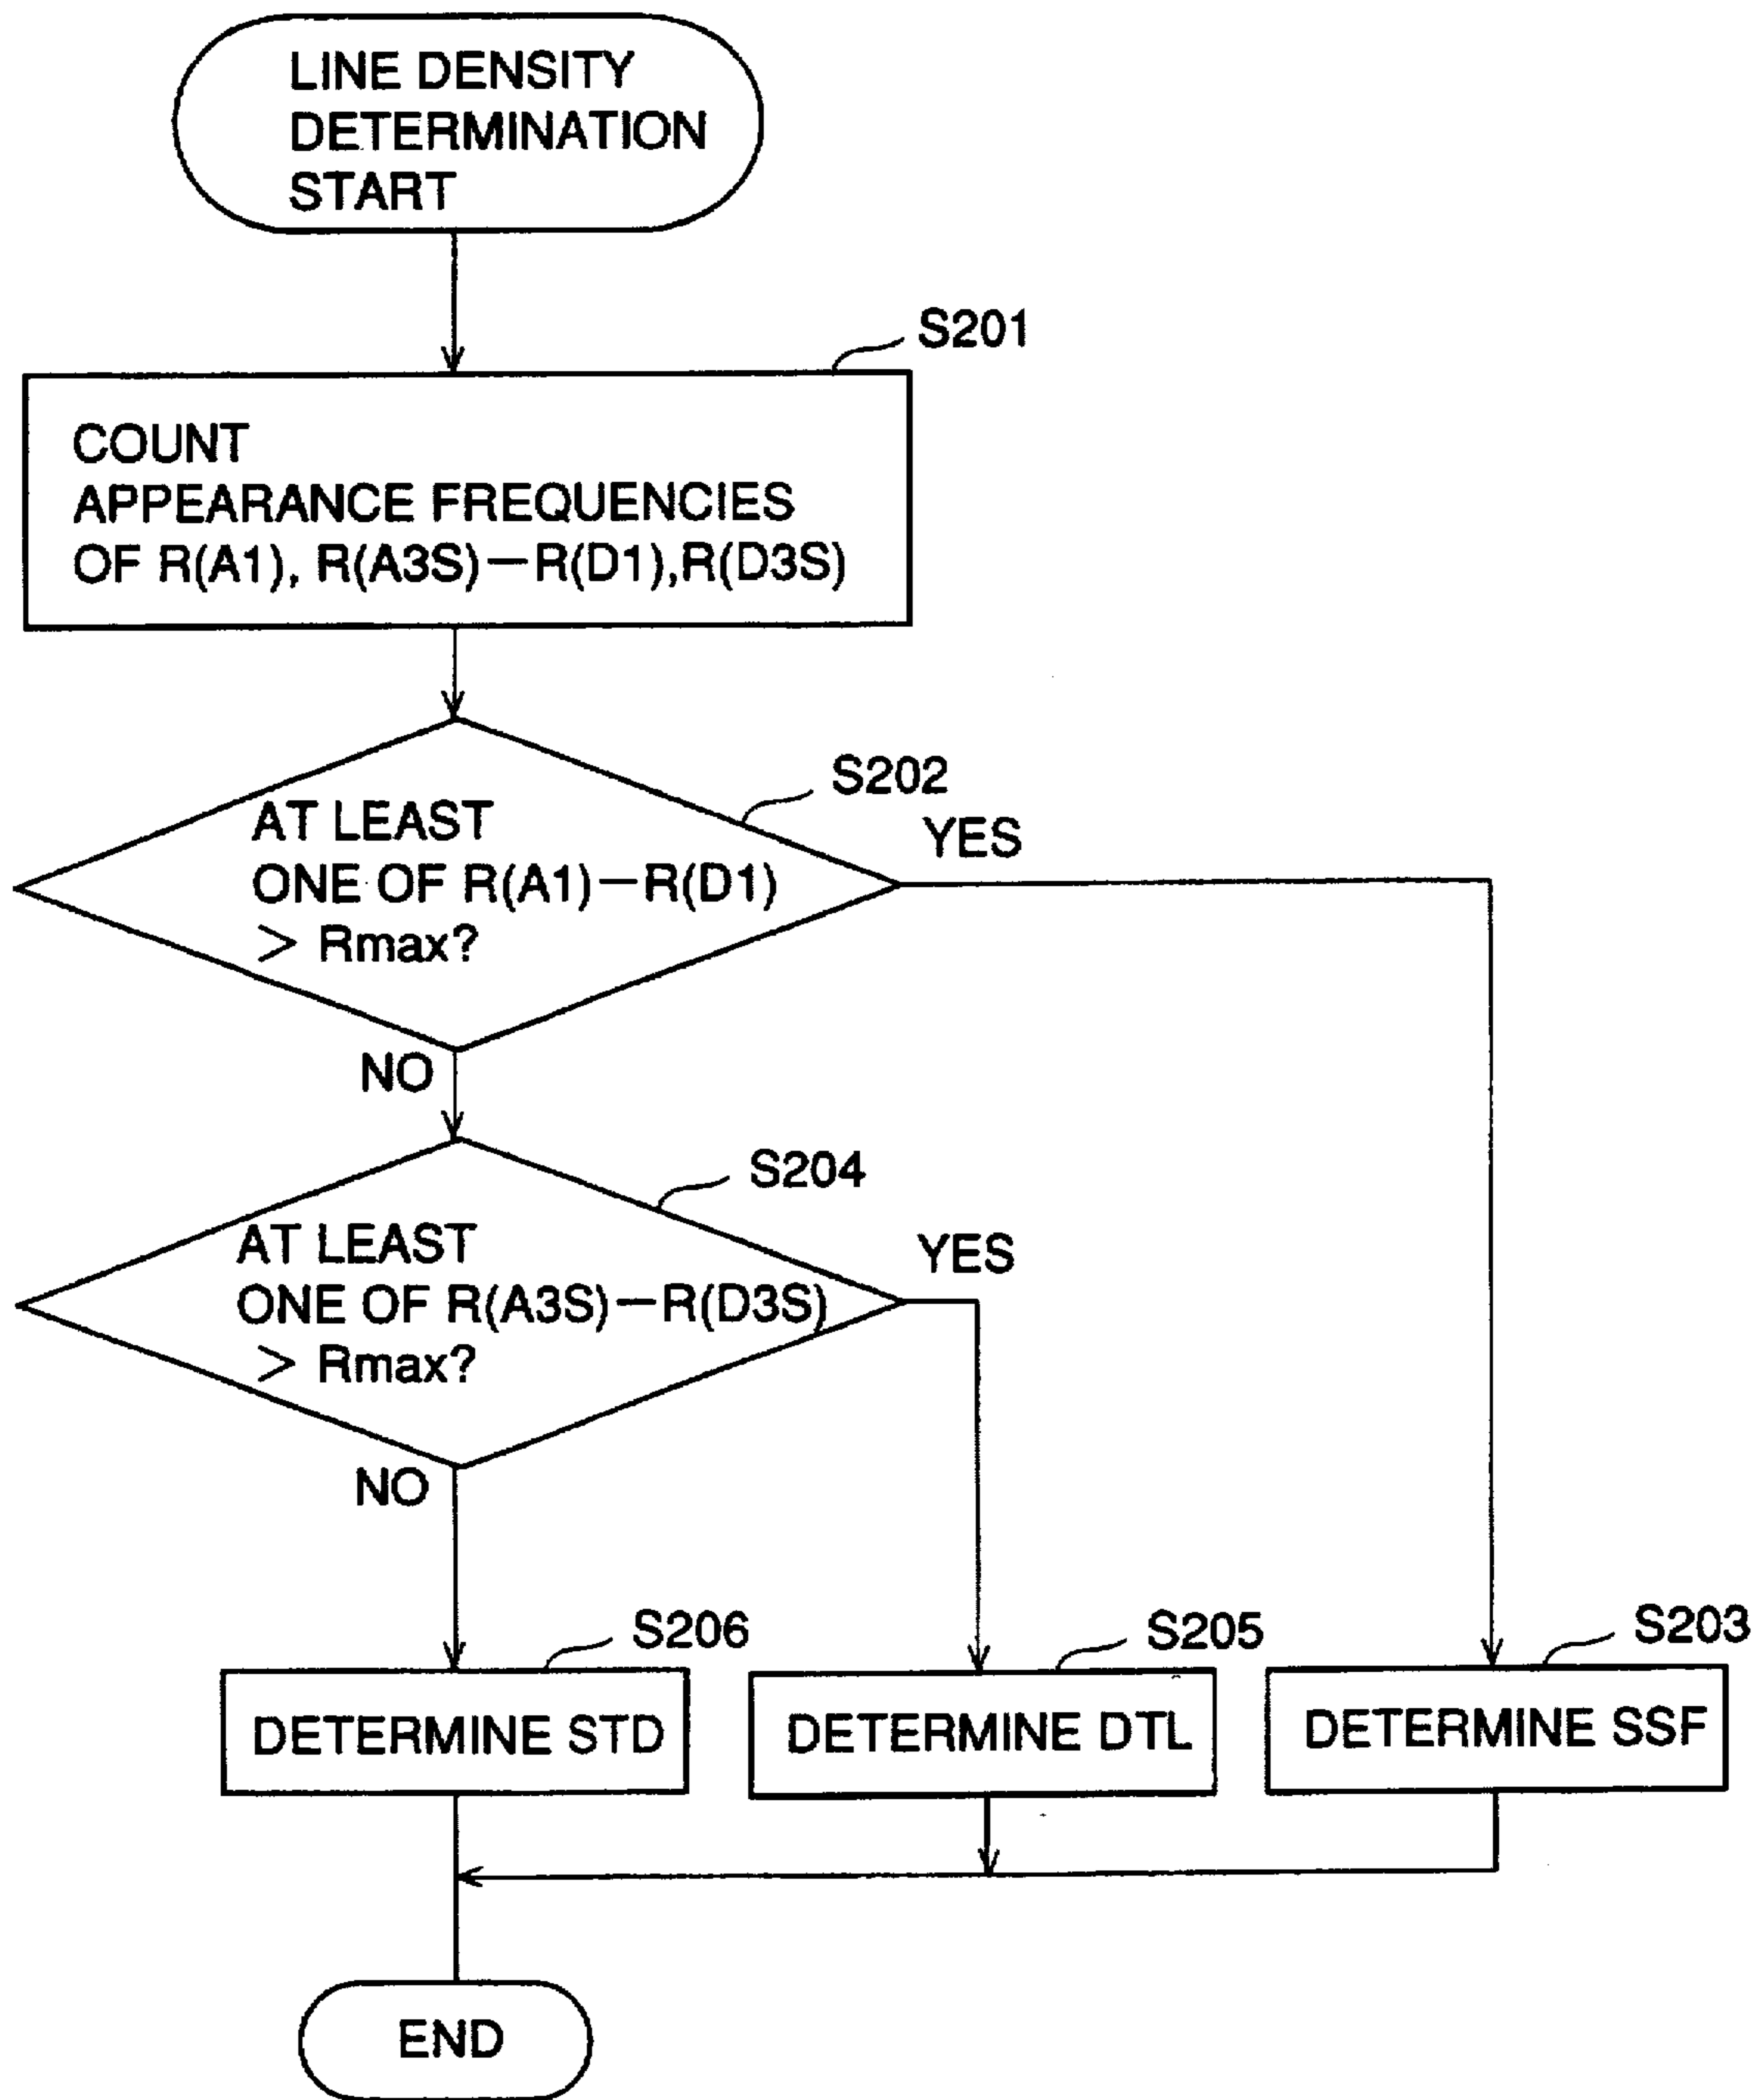 LINE DENSITY
DETERMINATION
START
S201
COUNT
APPEARANCE FREQUENCIES
OF R(A1), R(A3S)—R(D1),R(D3S)
S202
AT LEAST
ONE OF R(A1)—R(D1)
> Rmax?
YES
NO
S204
AT LEAST
ONE OF R(A3S)—R(D3S)
> Rmax?
YES
NO
S206
DETERMINE STD
S205
DETERMINE DTL
S203
DETERMINE SSF
END